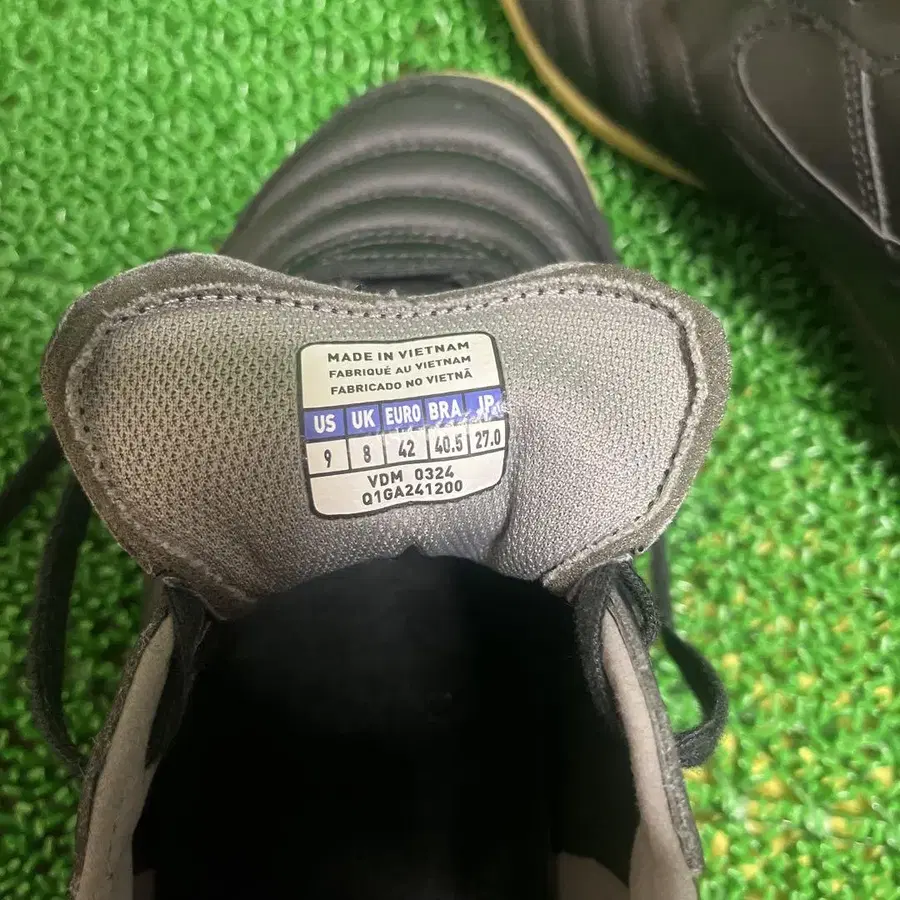 MADE IN VIETNAM
FABRIQUÉ AU VIETNAM
FABRICADO NO VIETNÃ
US UK EURO BRA JP
9 8 42 40.5 27.0
VDM 0324
Q1GA241200